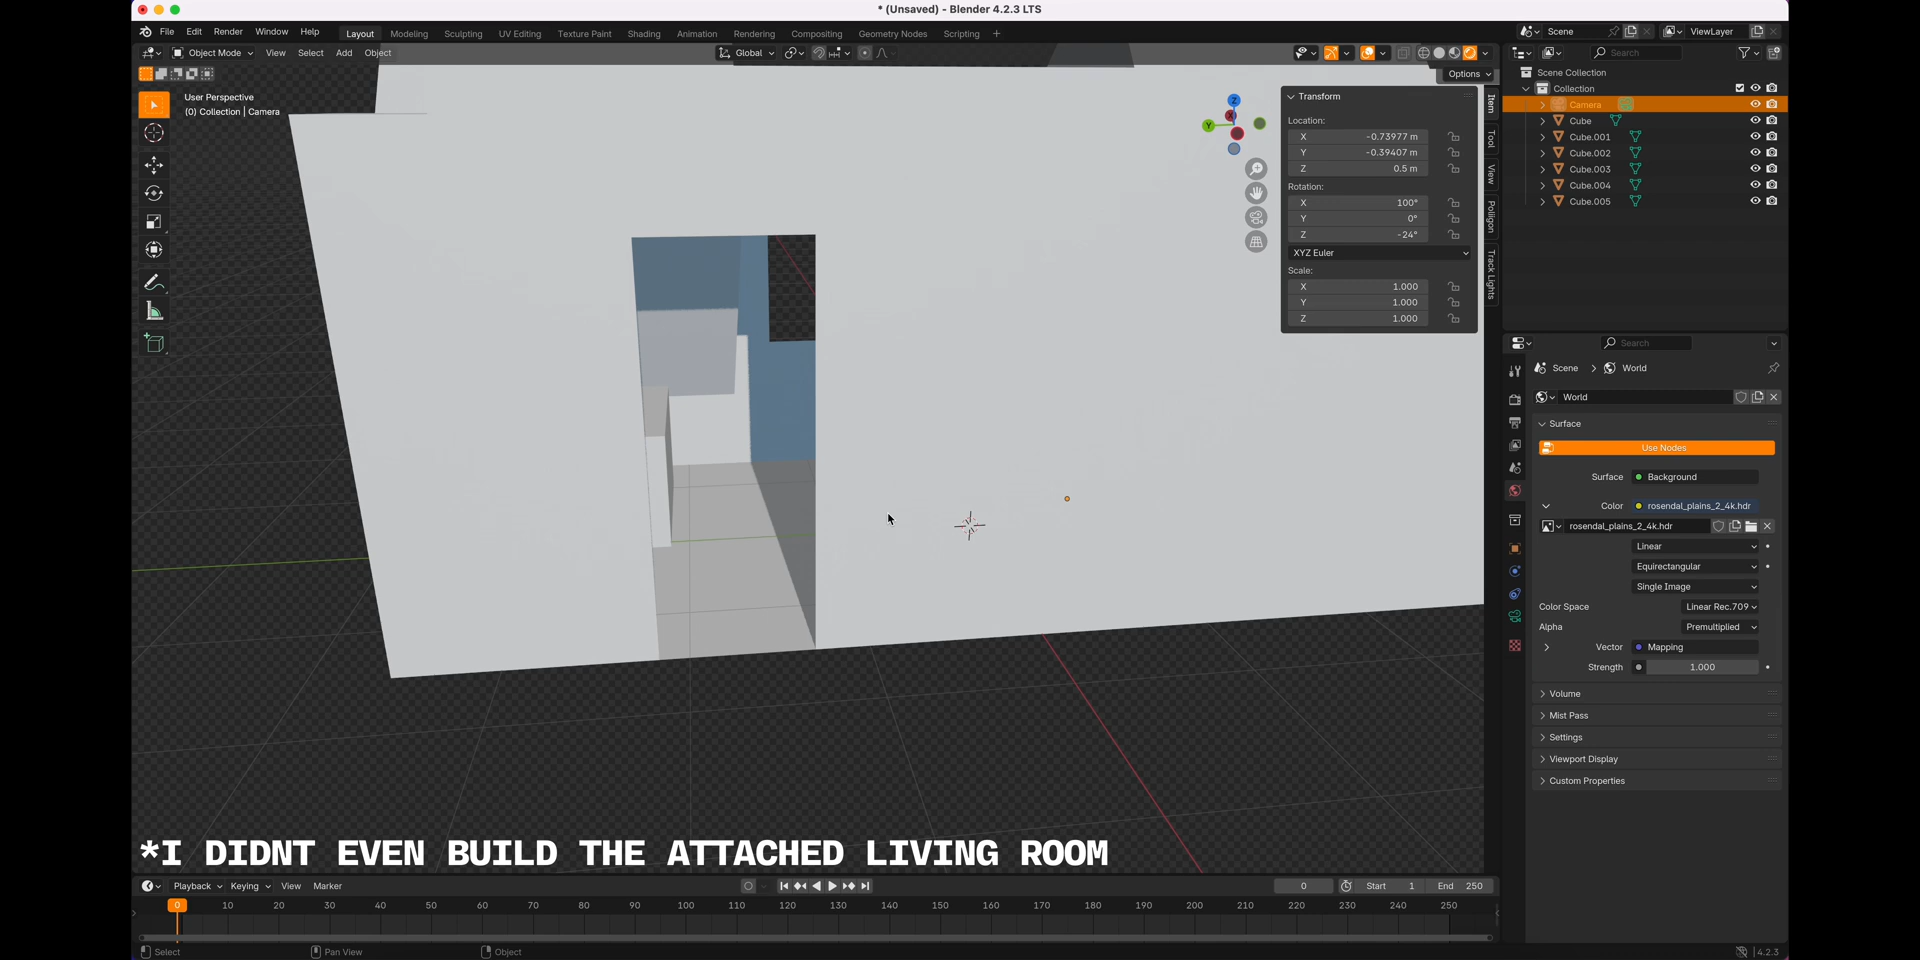 * (Unsaved) - Blender 4.2.3 LTS
File Edit Render Window Help Layout Modeling Sculpting UV Editing Texture Paint Shading Animation Rendering Compositing Geometry Nodes Scripting + Scene ViewLayer
Object Mode View Select Add Object Global Search
Options
User Perspective
(0) Collection | Camera
Transform
Location:
X -0.73977 m
Y -0.39407 m
Z 0.5 m
Rotation:
X 100°
Y 0°
Z -24°
XYZ Euler
Scale:
X 1.000
Y 1.000
Z 1.000
Item
Tool
View
Poliigon
Track Lights
Z
Y
X
Scene Collection
Collection
Camera
Cube
Cube.001
Cube.002
Cube.003
Cube.004
Cube.005
Search
Scene > World
World
Surface
Use Nodes
Surface Background
Color rosendal_plains_2_4k.hdr
rosendal_plains_2_4k.hdr
Linear
Equirectangular
Single Image
Color Space Linear Rec.709
Alpha Premultiplied
Vector Mapping
Strength 1.000
Volume
Mist Pass
Settings
Viewport Display
Custom Properties
*I DIDNT EVEN BUILD THE ATTACHED LIVING ROOM
Playback Keying View Marker 0 Start 1 End 250
0 10 20 30 40 50 60 70 80 90 100 110 120 130 140 150 160 170 180 190 200 210 220 230 240 250
Select Pan View Object 4.2.3